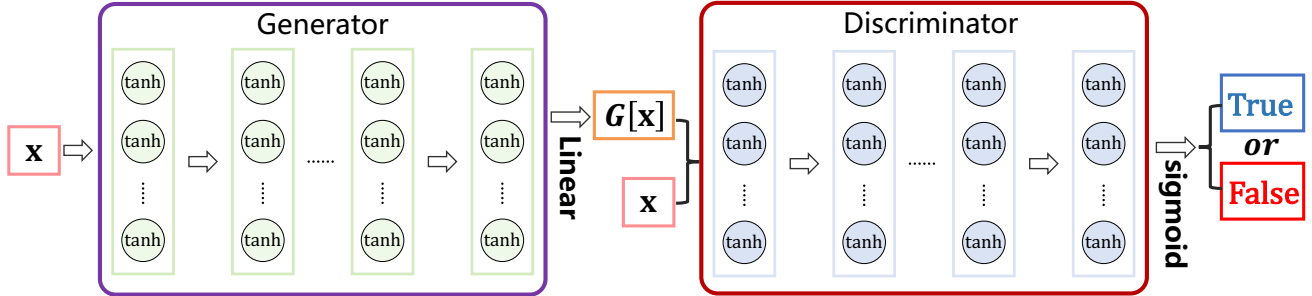 Generator
Discriminator
x
tanh tanh tanh tanh
tanh tanh tanh tanh
......
tanh tanh tanh tanh
Linear
G[x]
x
tanh tanh tanh tanh
tanh tanh tanh tanh
......
tanh tanh tanh tanh
sigmoid
True
or
False